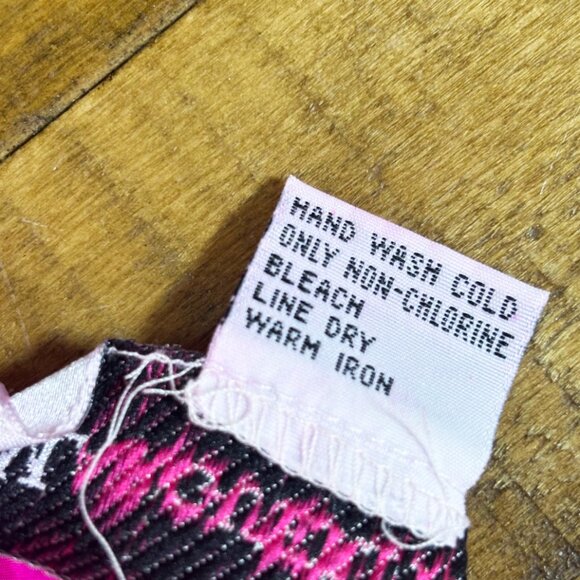 HAND WASH COLD
ONLY NON-CHLORINE
BLEACH
LINE DRY
WARM IRON